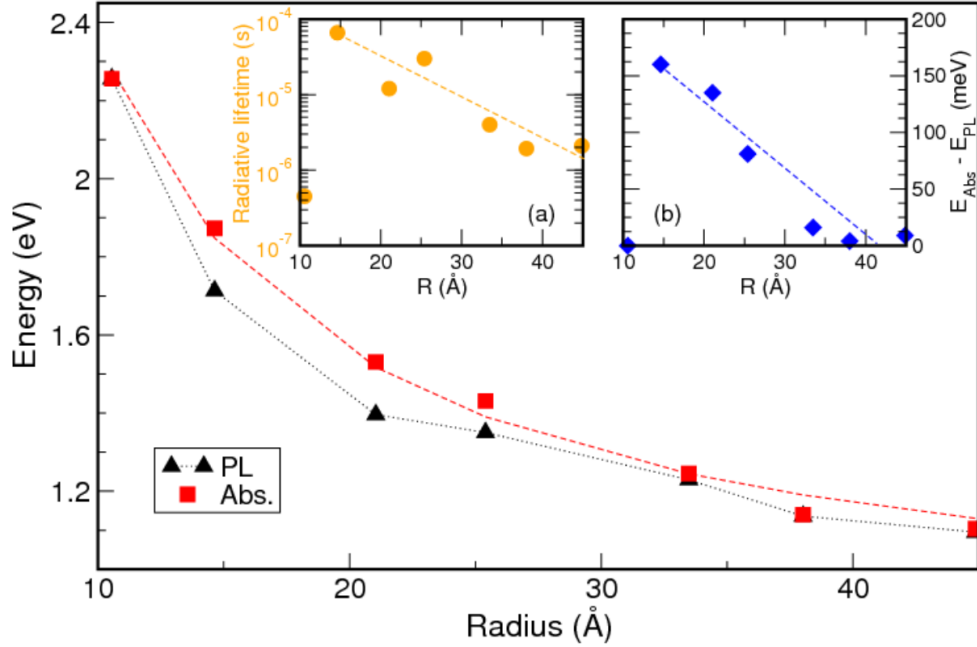 2.4
2
1.6
1.2
Energy (eV)
10 20 30 40
Radius (Å)
PL
Abs.
10⁻⁴
10⁻⁵
10⁻⁶
10⁻⁷
Radiative lifetime (s)
(a)
10 20 30 40
R (Å)
(b)
200
150
100
50
0
E_Abs - E_PL (meV)
10 20 30 40
R (Å)